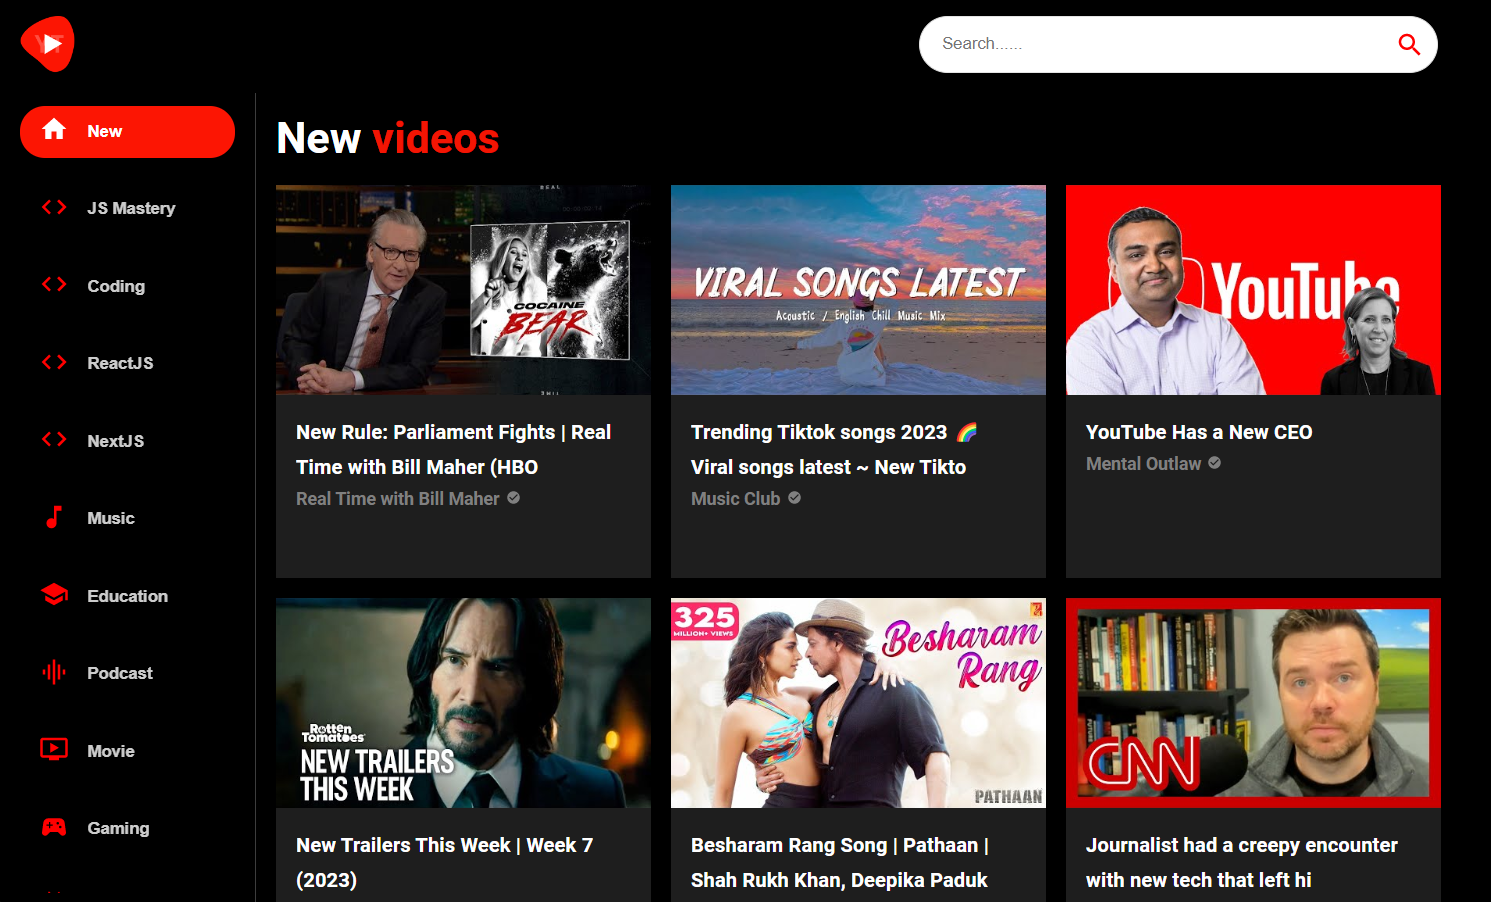 YT
Search......
New
JS Mastery
Coding
ReactJS
NextJS
Music
Education
Podcast
Movie
Gaming
New videos
REAL
COCAINE
BEAR
TIME
New Rule: Parliament Fights | Real
Time with Bill Maher (HBO
Real Time with Bill Maher
VIRAL SONGS LATEST
Acoustic / English Chill Music Mix
Trending Tiktok songs 2023 🌈
Viral songs latest ~ New Tikto
Music Club
YouTube
YouTube Has a New CEO
Mental Outlaw
Rotten
Tomatoes
NEW TRAILERS
THIS WEEK
New Trailers This Week | Week 7
(2023)
325
MILLION+ VIEWS
Besharam
Rang
PATHAAN
Besharam Rang Song | Pathaan |
Shah Rukh Khan, Deepika Paduk
CNN
Journalist had a creepy encounter
with new tech that left hi